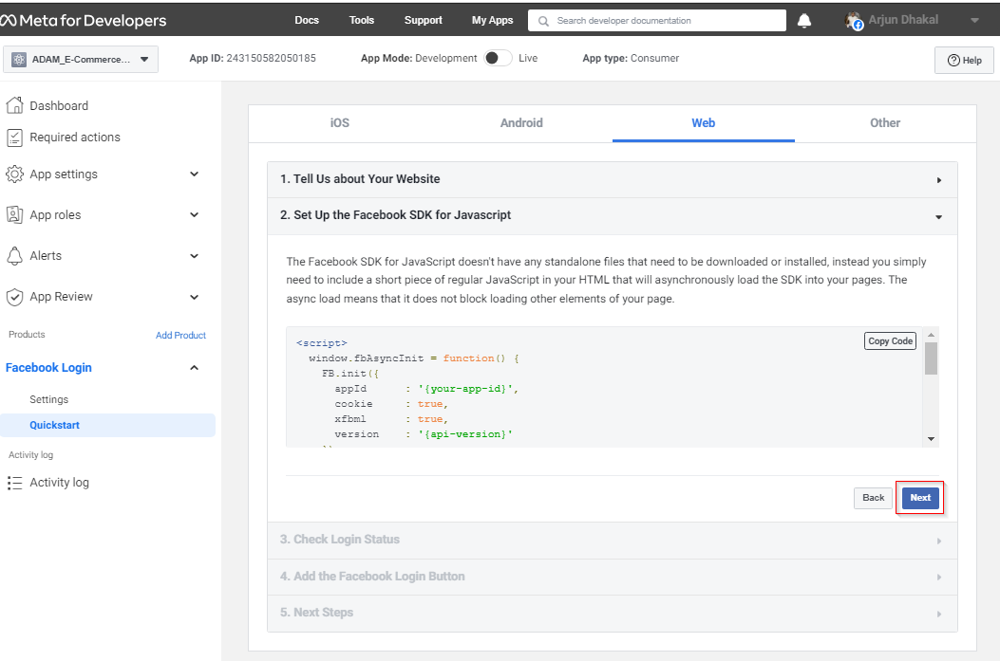 Meta for Developers
Docs
Tools
Support
My Apps
Search developer documentation
Arjun Dhakal
ADAM_E-Commerce...
App ID: 243150582050185
App Mode: Development
Live
App type: Consumer
Help
Dashboard
Required actions
App settings
App roles
Alerts
App Review
Products
Add Product
Facebook Login
Settings
Quickstart
Activity log
Activity log
iOS
Android
Web
Other
1. Tell Us about Your Website
2. Set Up the Facebook SDK for Javascript
The Facebook SDK for JavaScript doesn't have any standalone files that need to be downloaded or installed, instead you simply
need to include a short piece of regular JavaScript in your HTML that will asynchronously load the SDK into your pages. The
async load means that it does not block loading other elements of your page.
Copy Code
<script>
window.fbAsyncInit = function() {
FB.init({
appId : '{your-app-id}',
cookie : true,
xfbml : true,
version : '{api-version}'
Back
Next
3. Check Login Status
4. Add the Facebook Login Button
5. Next Steps